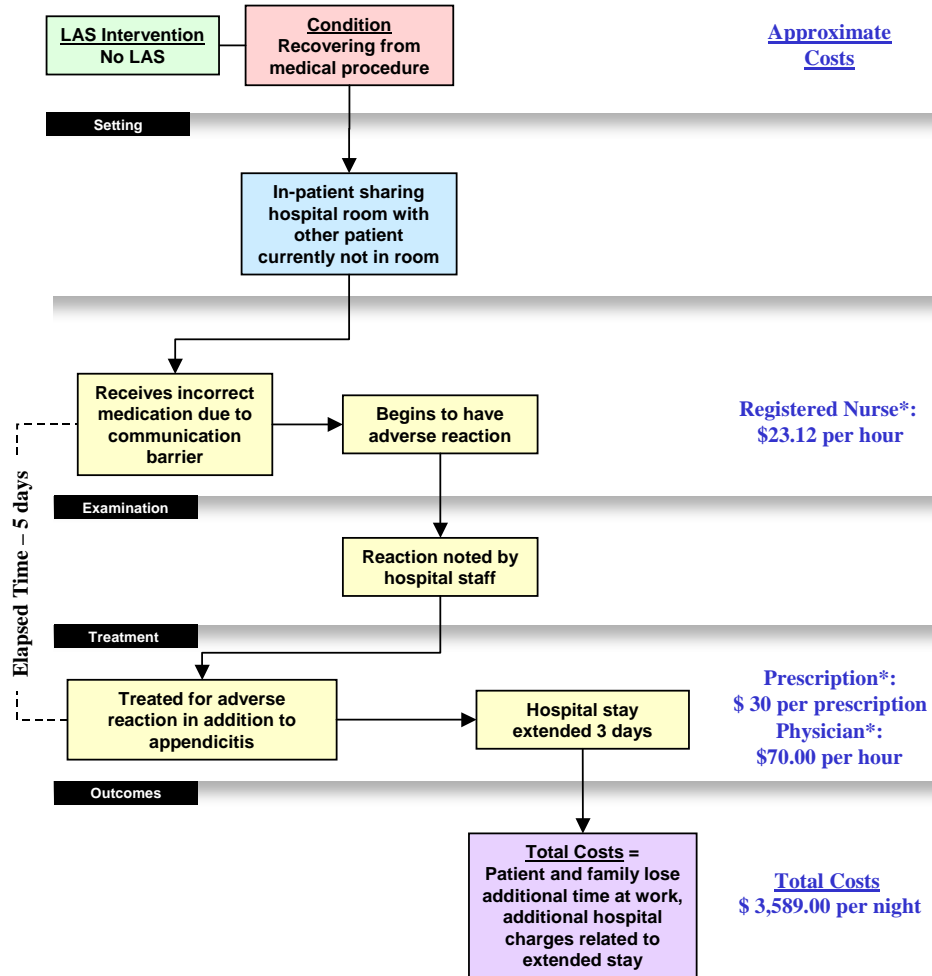 LAS Intervention
No LAS
Condition
Recovering from
medical procedure
Approximate
Costs
Setting
In-patient sharing
hospital room with
other patient
currently not in room
Receives incorrect
medication due to
communication
barrier
Begins to have
adverse reaction
Registered Nurse*:
$23.12 per hour
Elapsed Time – 5 days
Examination
Reaction noted by
hospital staff
Treatment
Treated for adverse
reaction in addition to
appendicitis
Hospital stay
extended 3 days
Prescription*:
$ 30 per prescription
Physician*:
$70.00 per hour
Outcomes
Total Costs =
Patient and family lose
additional time at work,
additional hospital
charges related to
extended stay
Total Costs
$ 3,589.00 per night